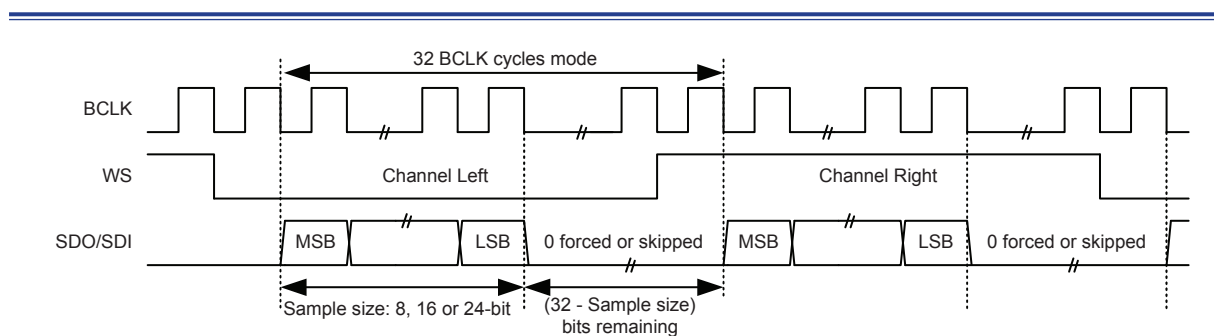 32 BCLK cycles mode
BCLK
WS
Channel Left
Channel Right
SDO/SDI
MSB
LSB
0 forced or skipped
MSB
LSB
0 forced or skipped
Sample size: 8, 16 or 24-bit
(32 - Sample size)
bits remaining